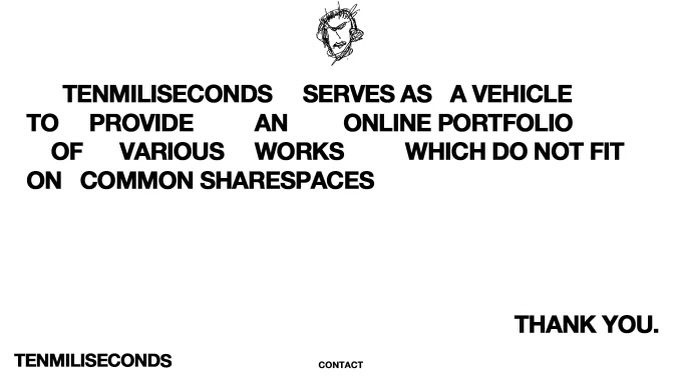 TENMILISECONDS SERVES AS A VEHICLE
TO PROVIDE AN ONLINE PORTFOLIO
OF VARIOUS WORKS WHICH DO NOT FIT
ON COMMON SHARESPACES
THANK YOU.
TENMILISECONDS
CONTACT